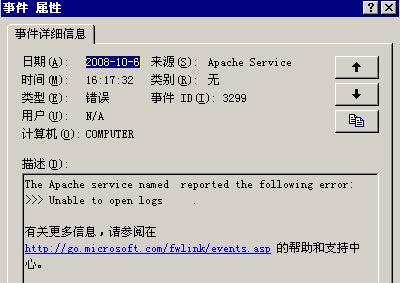 事件 属性
事件详细信息
日期(A): 2008-10-6 来源(S): Apache Service
时间(M): 16:17:32 类别(R): 无
类型(E): 错误 事件 ID(I): 3299
用户(U): N/A
计算机(O): COMPUTER
描述(D):
The Apache service named  reported the following error:
>>> Unable to open logs     .
有关更多信息，请参阅在
http://go.microsoft.com/fwlink/events.asp 的帮助和支持中
心。